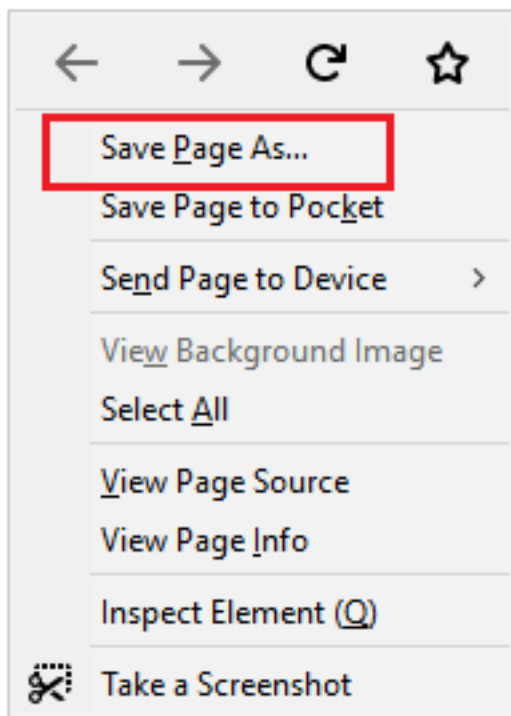 Save Page As...
Save Page to Pocket
Send Page to Device
View Background Image
Select All
View Page Source
View Page Info
Inspect Element (Q)
Take a Screenshot